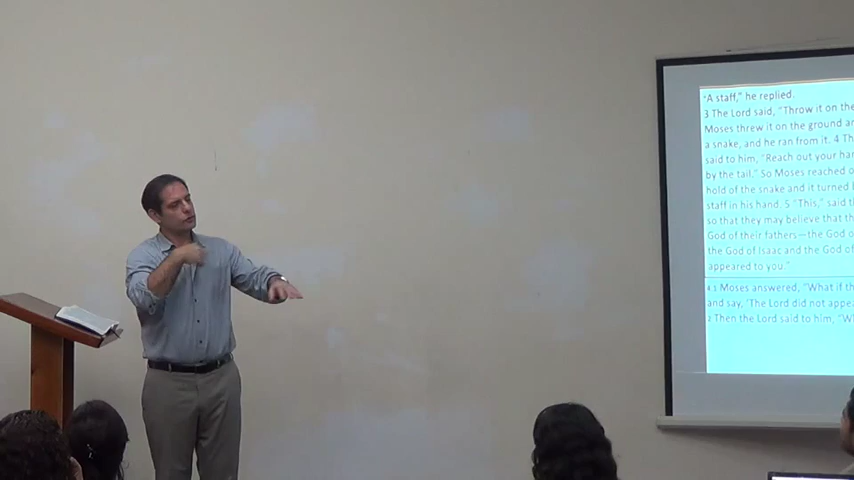 "A staff," he replied.
3 The Lord said, "Throw it on the
Moses threw it on the ground a
a snake, and he ran from it. 4 Th
said to him, "Reach out your ha
by the tail." So Moses reached o
hold of the snake and it turned
staff in his hand. 5 "This," said t
so that they may believe that th
God of their fathers—the God o
the God of Isaac and the God of
appeared to you."
4 1 Moses answered, "What if th
and say, 'The Lord did not appe
2 Then the Lord said to him, "W